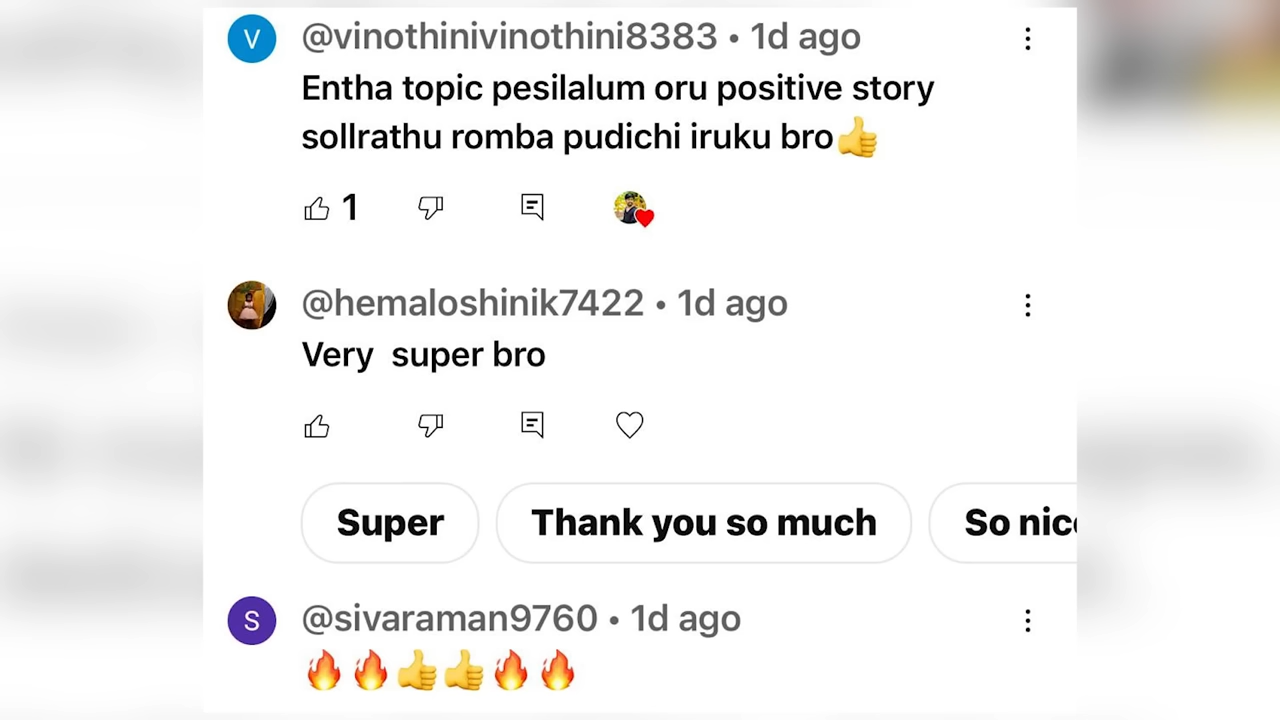 V @vinothinivinothini8383 • 1d ago
Entha topic pesilalum oru positive story
sollrathu romba pudichi iruku bro👍
1
@hemaloshinik7422 • 1d ago
Very super bro
Super Thank you so much So nice
S @sivaraman9760 • 1d ago
🔥🔥👍👍🔥🔥